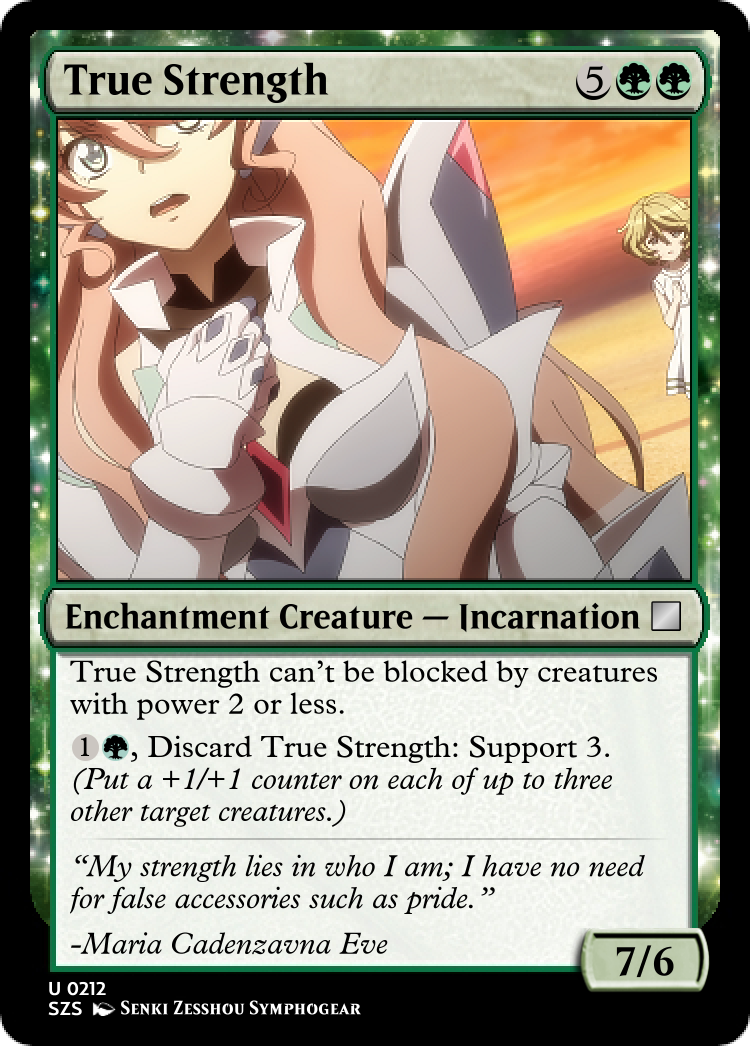 True Strength 5
Enchantment Creature — Incarnation
True Strength can't be blocked by creatures
with power 2 or less.
1, Discard True Strength: Support 3.
(Put a +1/+1 counter on each of up to three
other target creatures.)
“My strength lies in who I am; I have no need
for false accessories such as pride.”
-Maria Cadenzavna Eve
7/6
U 0212
SZS Senki Zesshou Symphogear